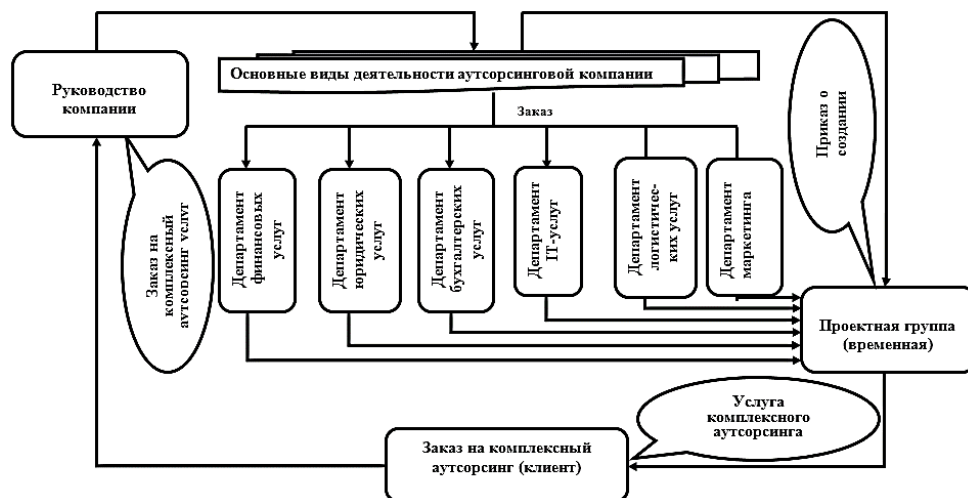 Руководство
компании
Основные виды деятельности аутсорсинговой компании
Заказ
Приказ о
создании
Заказ на
комплексный
аутсорсинг услуг
Департамент
финансовых
услуг
Департамент
юридических
услуг
Департамент
бухгалтерских
услуг
Департамент
IT-услуг
Департамент
логистичес-
ких услуг
Департамент
маркетинга
Проектная группа
(временная)
Услуга
комплексного
аутсорсинга
Заказ на комплексный
аутсорсинг (клиент)